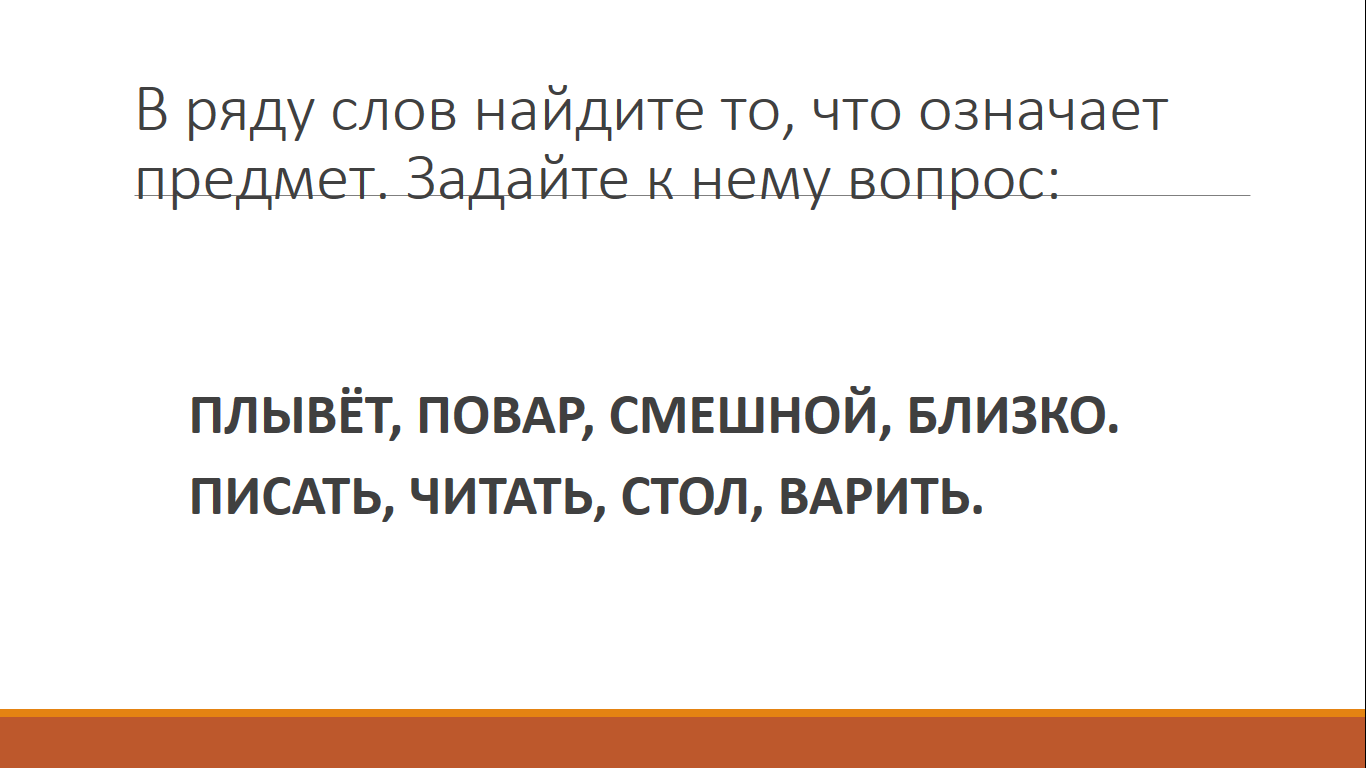 В ряду слов найдите то, что означает
предмет. Задайте к нему вопрос:
ПЛЫВЁТ, ПОВАР, СМЕШНОЙ, БЛИЗКО.
ПИСАТЬ, ЧИТАТЬ, СТОЛ, ВАРИТЬ.